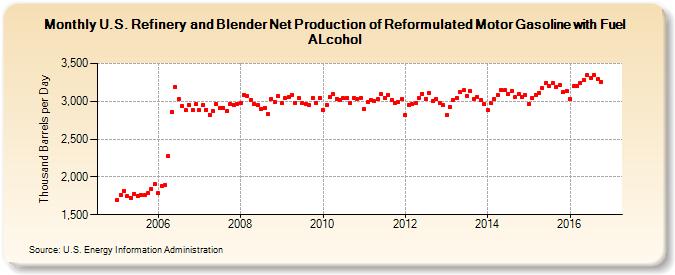 Monthly U.S. Refinery and Blender Net Production of Reformulated Motor Gasoline with Fuel
ALcohol
Thousand Barrels per Day
3,500
3,000
2,500
2,000
1,500
2006
2008
2010
2012
2014
2016
Source: U.S. Energy Information Administration